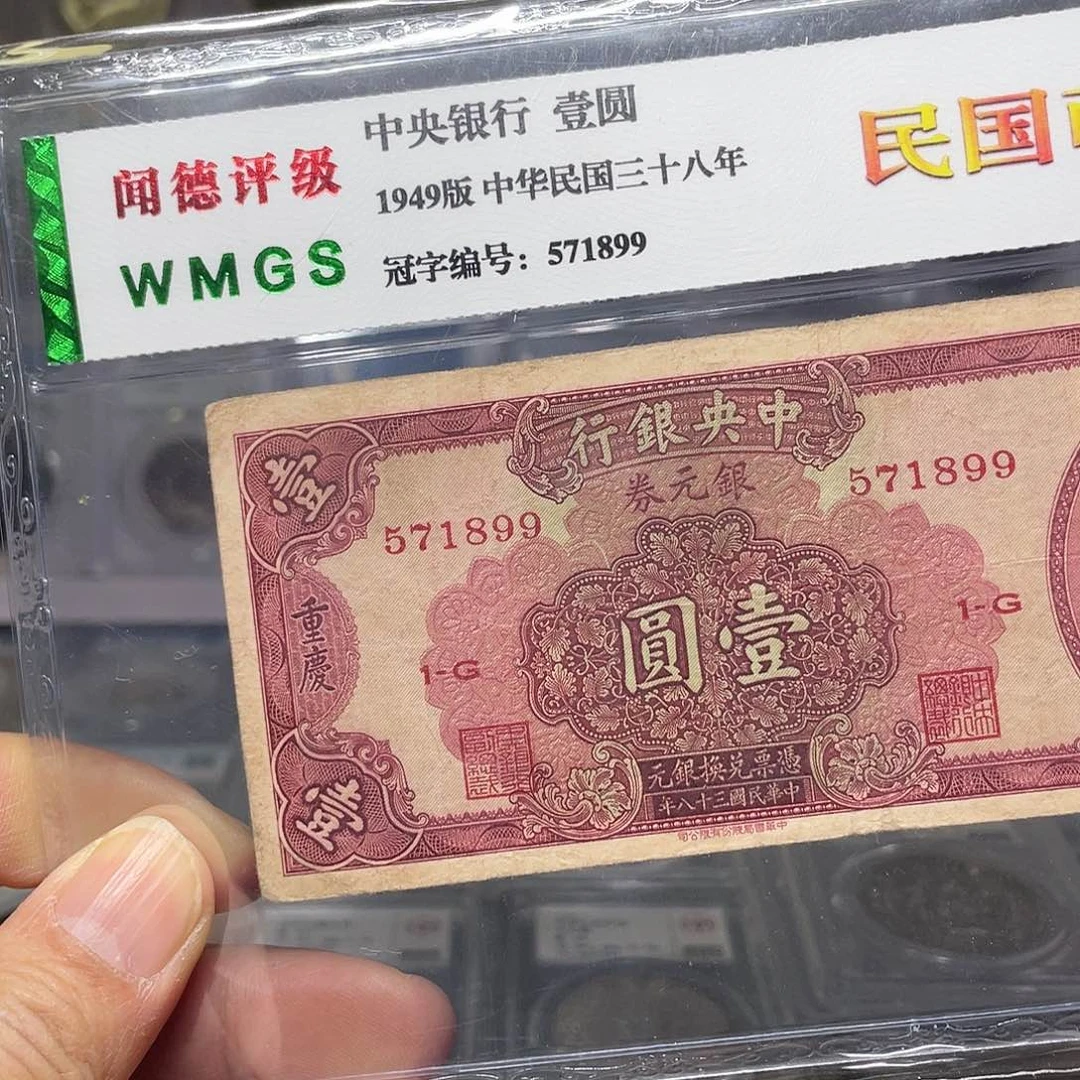 中央银行 壹圆
闻德评级
1949版 中华民国三十八年
WMGS
冠字编号：571899
民国
行銀央中
券元銀
壹
571899
571899
重慶
圓壹
1-G
1-G
元銀換兌票憑
年八十三國民華中
壹